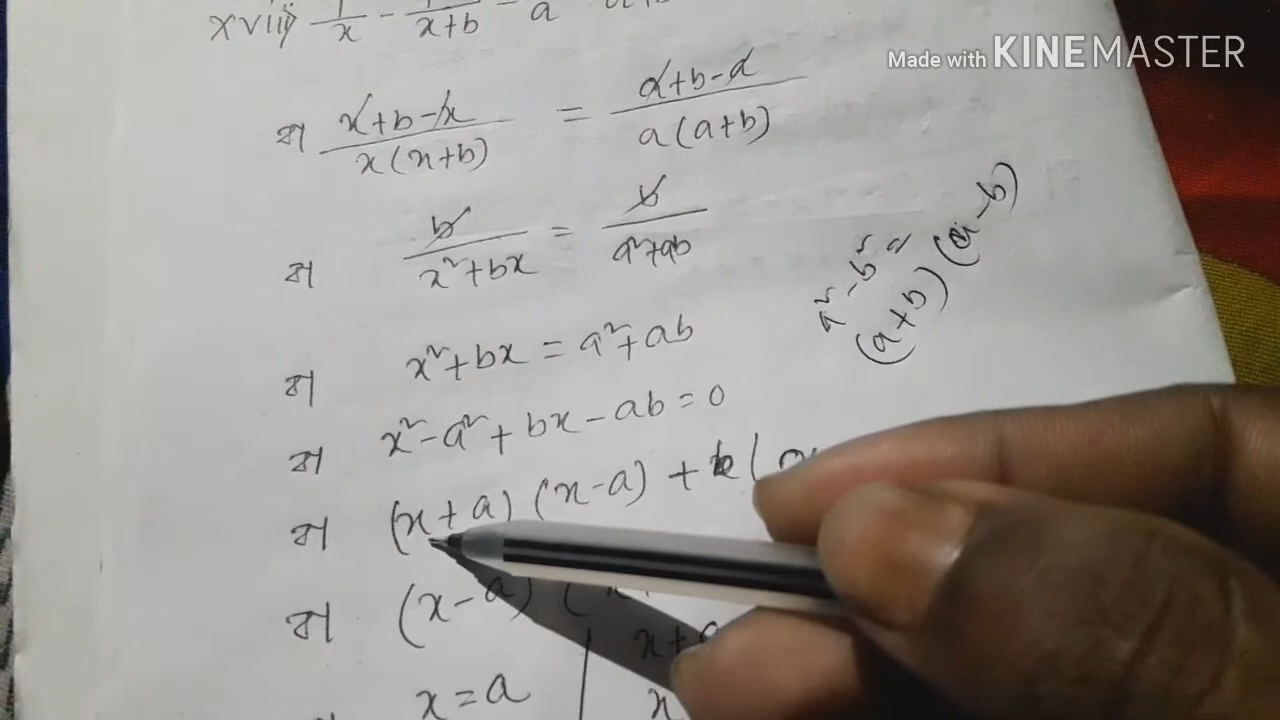 Made with KINEMASTER
xviii) 1/x - 1/x+b = 1/a
বা x+b-x / x(x+b) = a+b-a / a(a+b)
বা b / x²+bx = b / a²+ab
a²-b² =
(a+b)(a-b)
বা x²+bx = a²+ab
বা x²-a²+bx-ab=0
বা (x+a)(x-a)+b(
বা (x-a)(
x+a
x=a
x